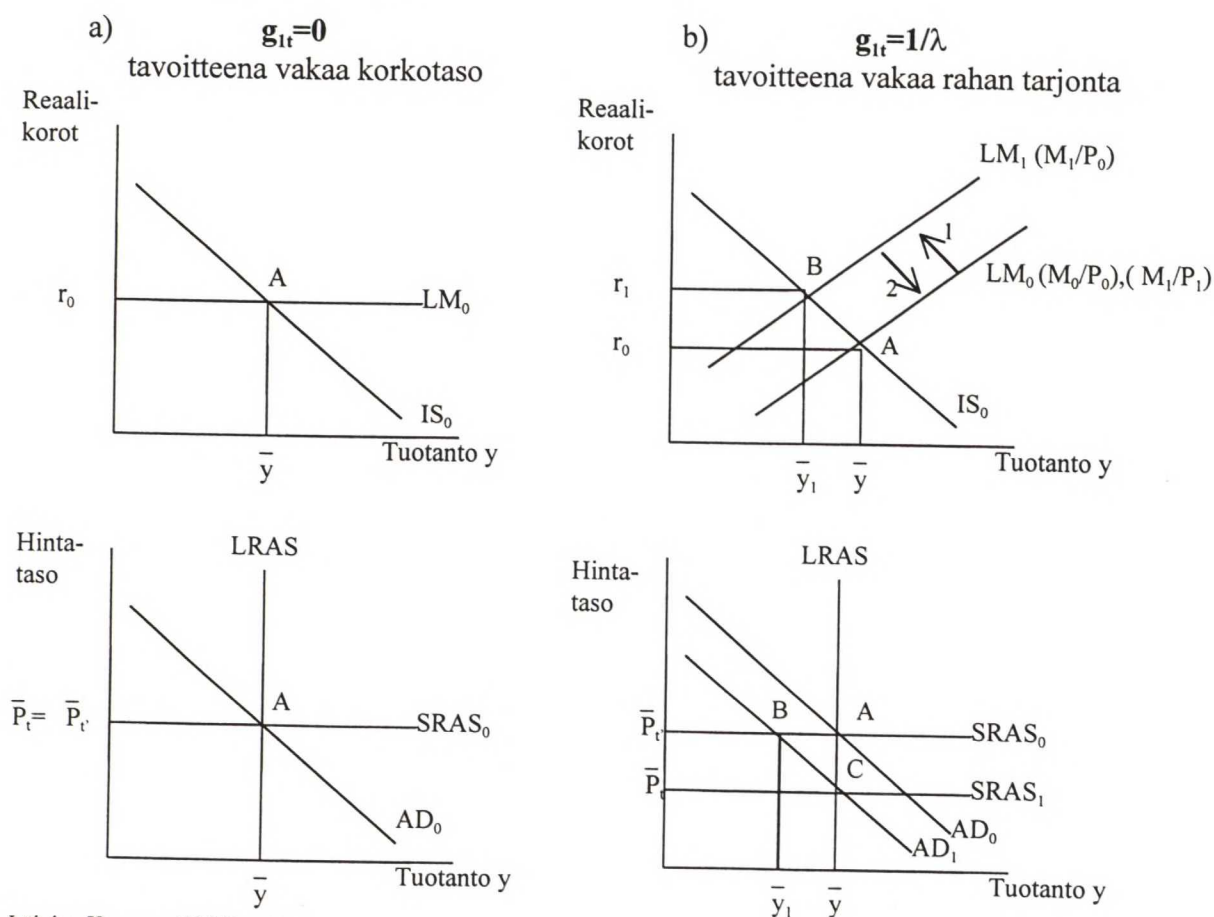 a)
g₁ₜ=0
tavoitteena vakaa korkotaso
Reaali-
korot
A
r₀
LM₀
IS₀
y̅
Tuotanto y
b)
g₁ₜ=1/λ
tavoitteena vakaa rahan tarjonta
Reaali-
korot
LM₁ (M₁/P₀)
1
2
B
LM₀ (M₀/P₀),( M₁/P₁)
r₁
r₀
A
IS₀
y̅₁
y̅
Tuotanto y
Hinta-
taso
LRAS
A
P̅ₜ= P̅ₜ'
SRAS₀
AD₀
y̅
Tuotanto y
Hinta-
taso
LRAS
B
A
P̅ₜ'
SRAS₀
C
P̅ₜ
SRAS₁
AD₀
AD₁
y̅₁
y̅
Tuotanto y